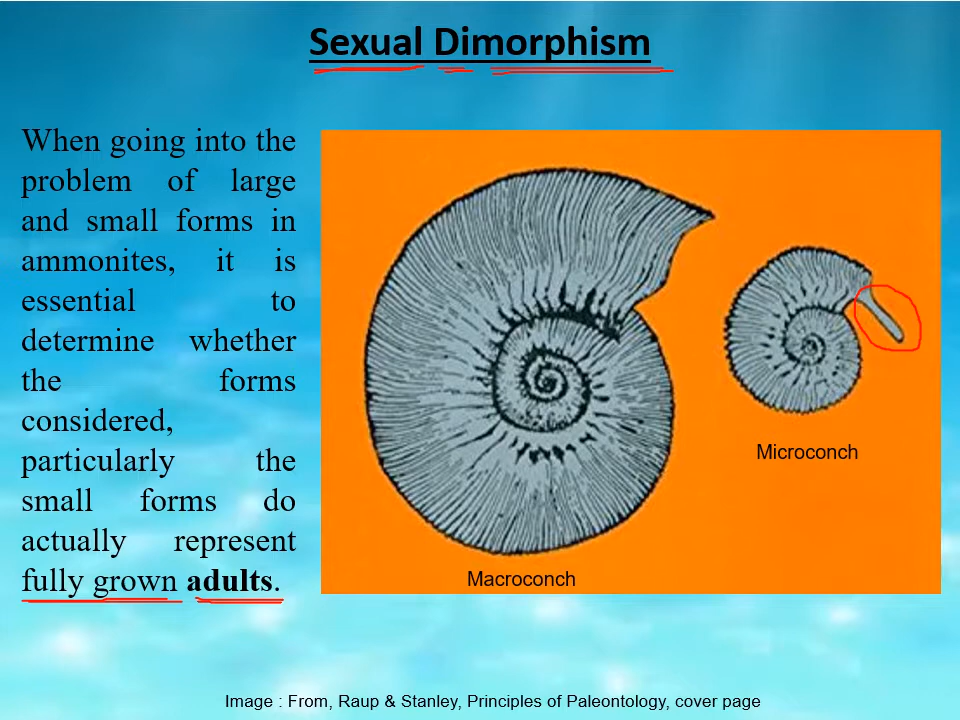 Sexual Dimorphism
When going into the
problem of large
and small forms in
ammonites, it is
essential to
determine whether
the forms
considered,
particularly the
small forms do
actually represent
fully grown adults.
Microconch
Macroconch
Image : From, Raup & Stanley, Principles of Paleontology, cover page